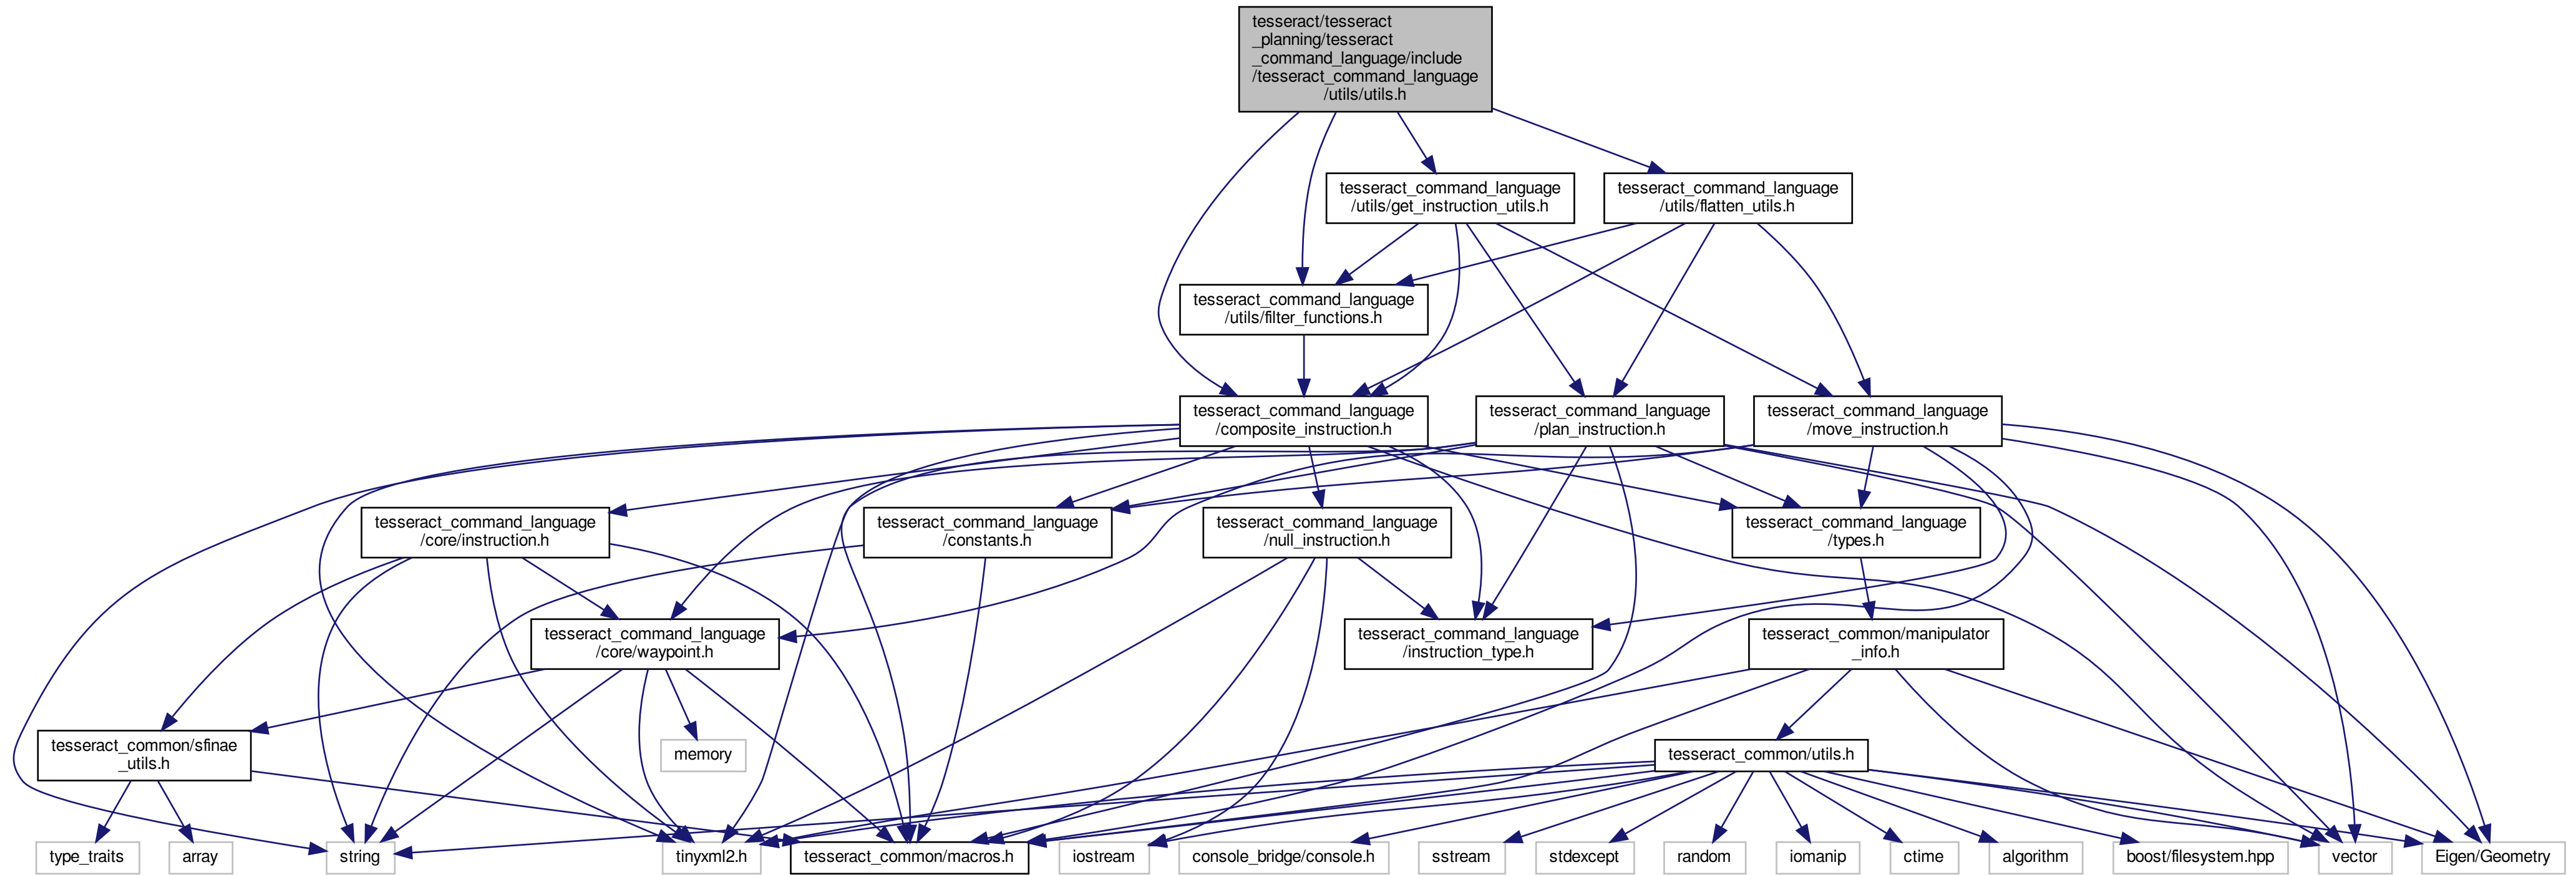 tesseract/tesseract
_planning/tesseract
_command_language/include
/tesseract_command_language
/utils/utils.h
tesseract_command_language
/utils/get_instruction_utils.h
tesseract_command_language
/utils/flatten_utils.h
tesseract_command_language
/utils/filter_functions.h
tesseract_command_language
/composite_instruction.h
tesseract_command_language
/plan_instruction.h
tesseract_command_language
/move_instruction.h
tesseract_command_language
/core/instruction.h
tesseract_command_language
/constants.h
tesseract_command_language
/null_instruction.h
tesseract_command_language
/types.h
tesseract_command_language
/core/waypoint.h
tesseract_command_language
/instruction_type.h
tesseract_common/manipulator
_info.h
tesseract_common/sfinae
_utils.h
memory
tesseract_common/utils.h
type_traits
array
string
tinyxml2.h
tesseract_common/macros.h
iostream
console_bridge/console.h
sstream
stdexcept
random
iomanip
ctime
algorithm
boost/filesystem.hpp
vector
Eigen/Geometry